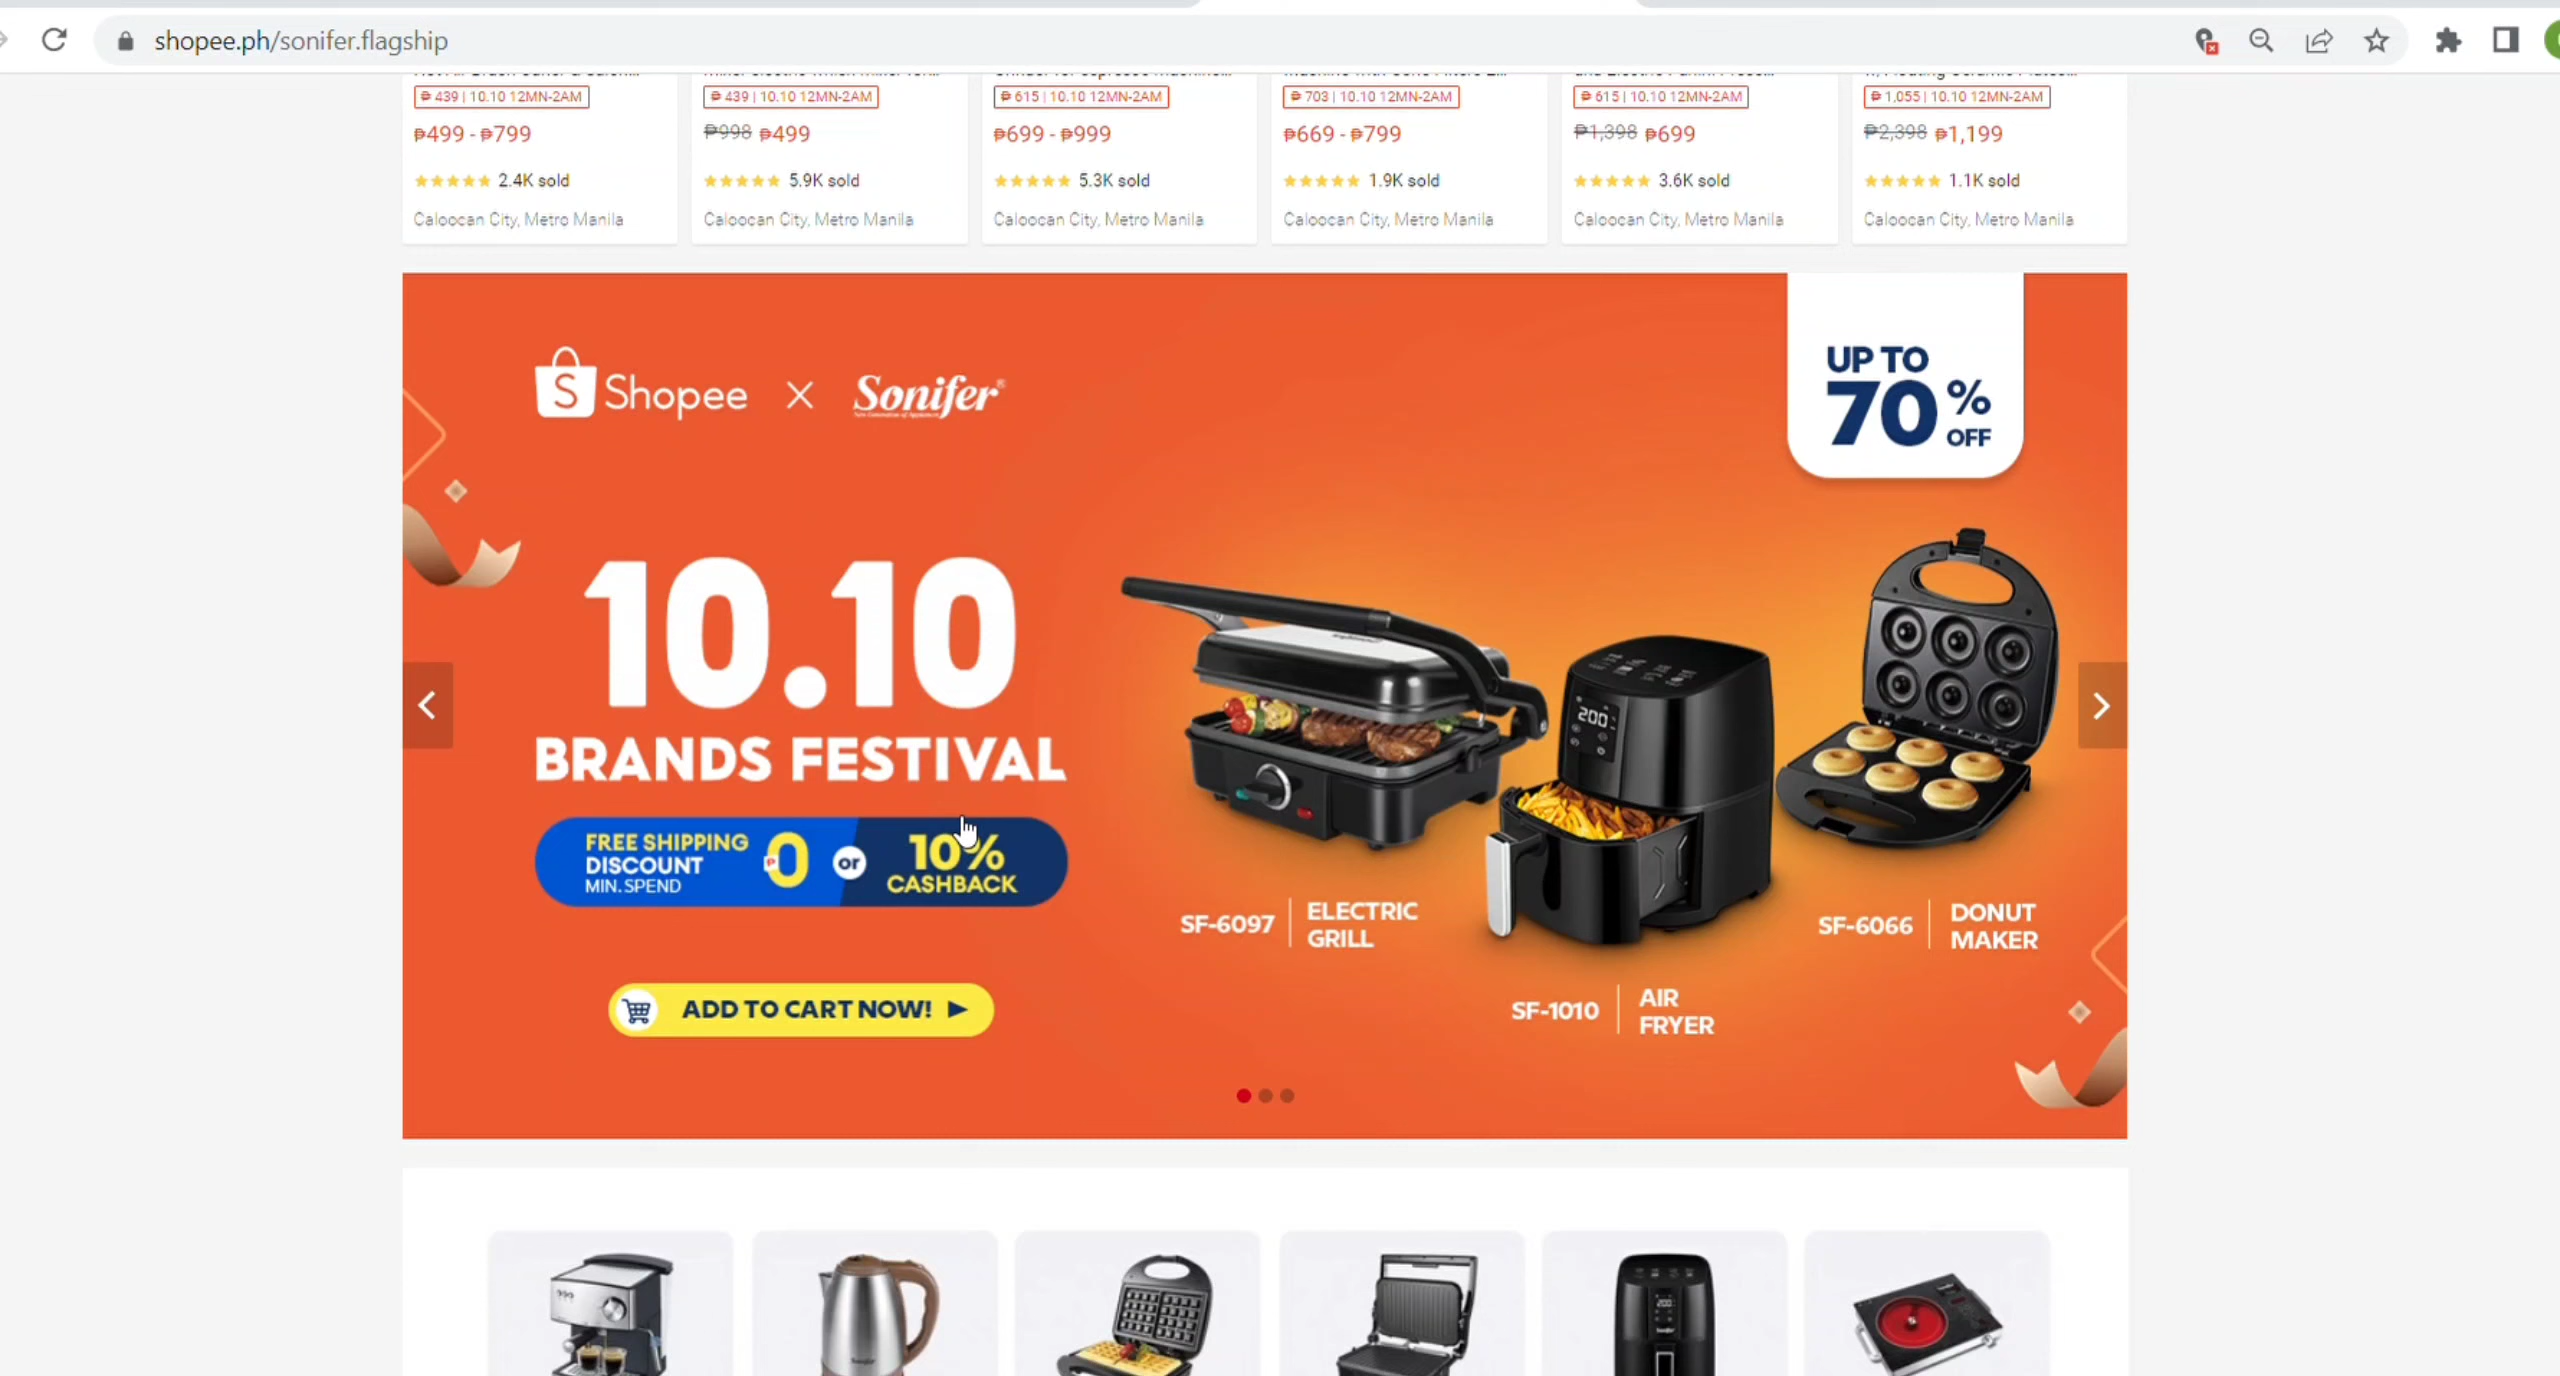 shopee.ph/sonifer.flagship
₱ 439 | 10.10 12MN-2AM
₱499 - ₱799
2.4K sold
Caloocan City, Metro Manila
₱ 439 | 10.10 12MN-2AM
₱998 ₱499
5.9K sold
Caloocan City, Metro Manila
₱ 615 | 10.10 12MN-2AM
₱699 - ₱999
5.3K sold
Caloocan City, Metro Manila
₱ 703 | 10.10 12MN-2AM
₱669 - ₱799
1.9K sold
Caloocan City, Metro Manila
₱ 615 | 10.10 12MN-2AM
₱1,398 ₱699
3.6K sold
Caloocan City, Metro Manila
₱ 1,055 | 10.10 12MN-2AM
₱2,398 ₱1,199
1.1K sold
Caloocan City, Metro Manila
S Shopee X Sonifer®
UP TO
70%
OFF
10.10
BRANDS FESTIVAL
FREE SHIPPING
DISCOUNT
MIN. SPEND
₱0
or
10%
CASHBACK
ADD TO CART NOW!
200
SF-6097
ELECTRIC
GRILL
SF-1010
AIR
FRYER
SF-6066
DONUT
MAKER